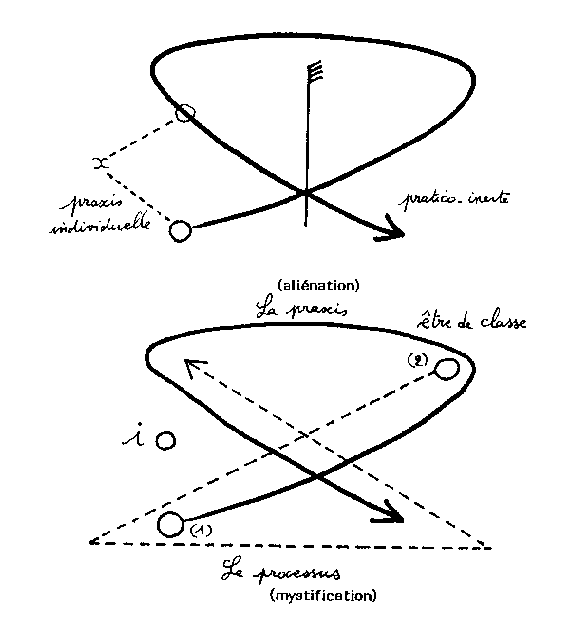 x
praxis
individuelle
pratico-inerte
(aliénation)
La praxis
être de classe
(2)
i
(1)
Le processus
(mystification)